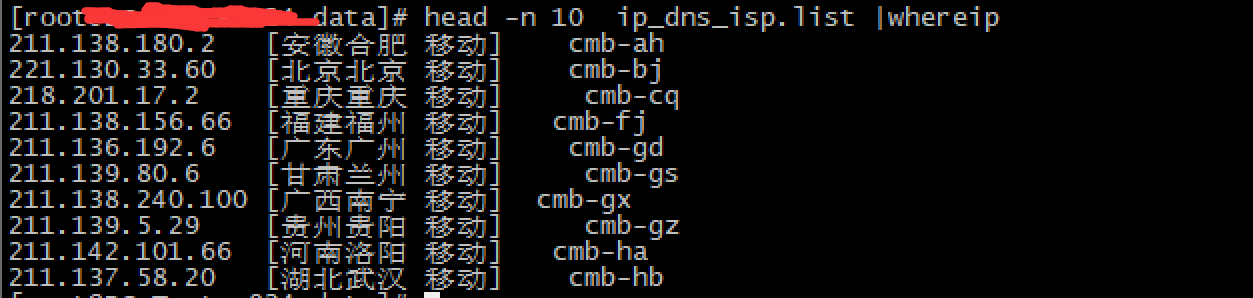 [root data]# head -n 10  ip_dns_isp.list |whereip
211.138.180.2 [安徽合肥 移动] cmb-ah
221.130.33.60 [北京北京 移动] cmb-bj
218.201.17.2 [重庆重庆 移动] cmb-cq
211.138.156.66 [福建福州 移动] cmb-fj
211.136.192.6 [广东广州 移动] cmb-gd
211.139.80.6 [甘肃兰州 移动] cmb-gs
211.138.240.100 [广西南宁 移动] cmb-gx
211.139.5.29 [贵州贵阳 移动] cmb-gz
211.142.101.66 [河南洛阳 移动] cmb-ha
211.137.58.20 [湖北武汉 移动] cmb-hb